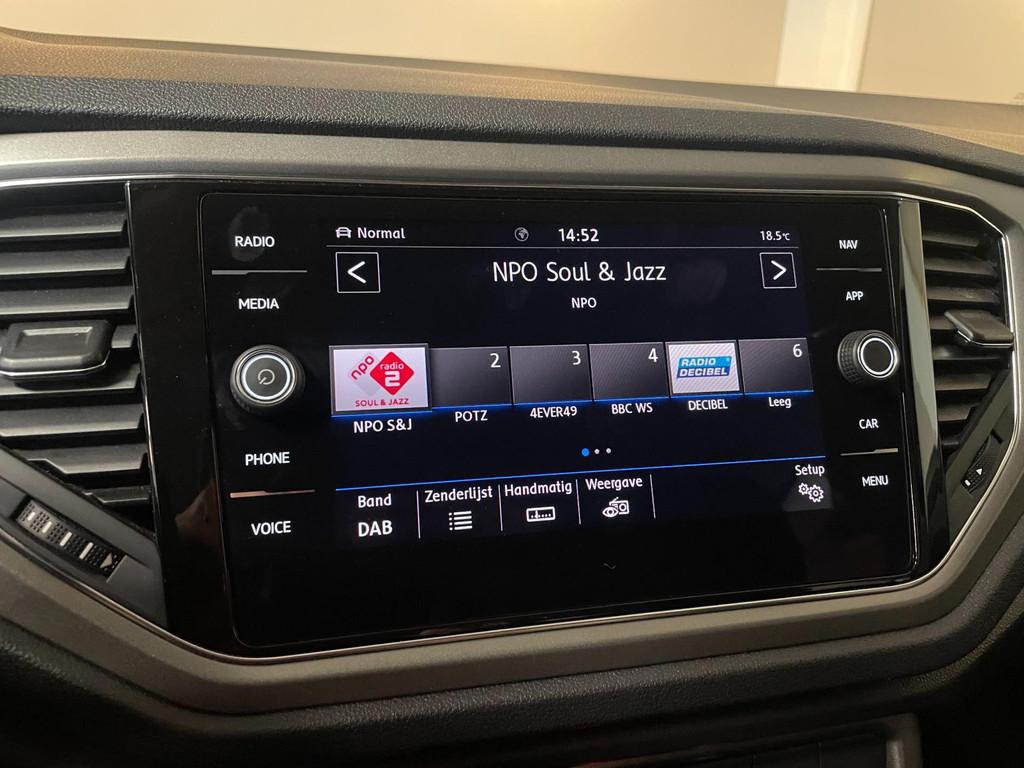 RADIO
MEDIA
PHONE
VOICE
Normal
14:52
18.5°C
NPO Soul & Jazz
NPO
npo
radio
2
SOUL & JAZZ
2
3
4
RADIO
DECIBEL
6
NPO S&J
POTZ
4EVER49
BBC WS
DECIBEL
Leeg
Band
DAB
Zenderlijst
Handmatig
Weergave
Setup
NAV
APP
CAR
MENU